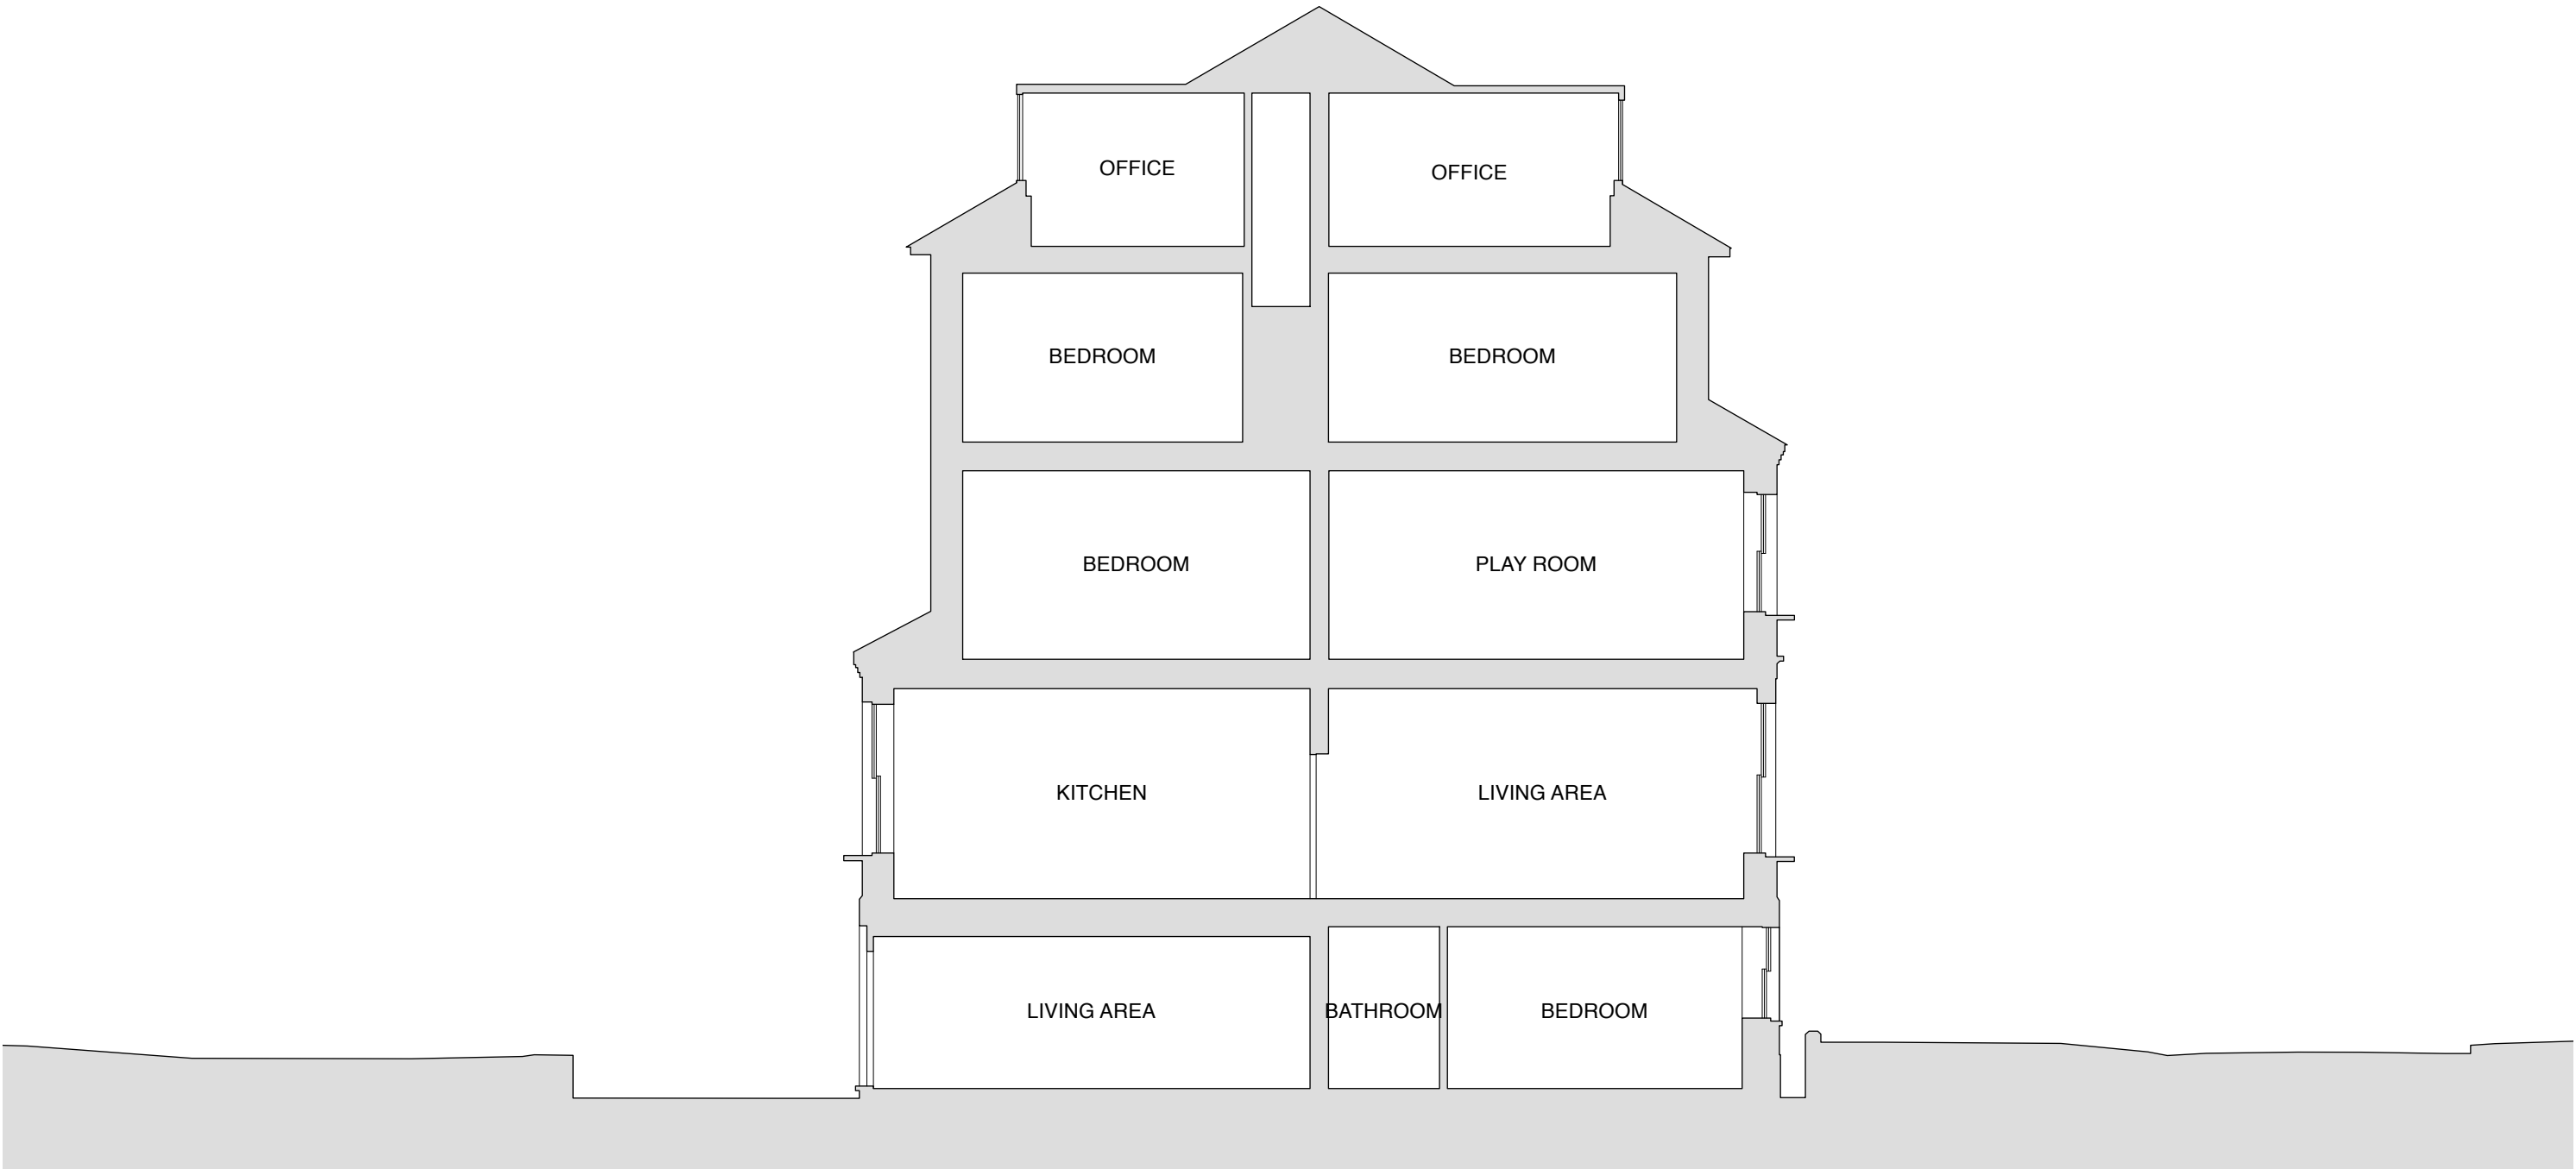 OFFICE
OFFICE
BEDROOM
BEDROOM
BEDROOM
PLAY ROOM
KITCHEN
LIVING AREA
LIVING AREA
BATHROOM
BEDROOM